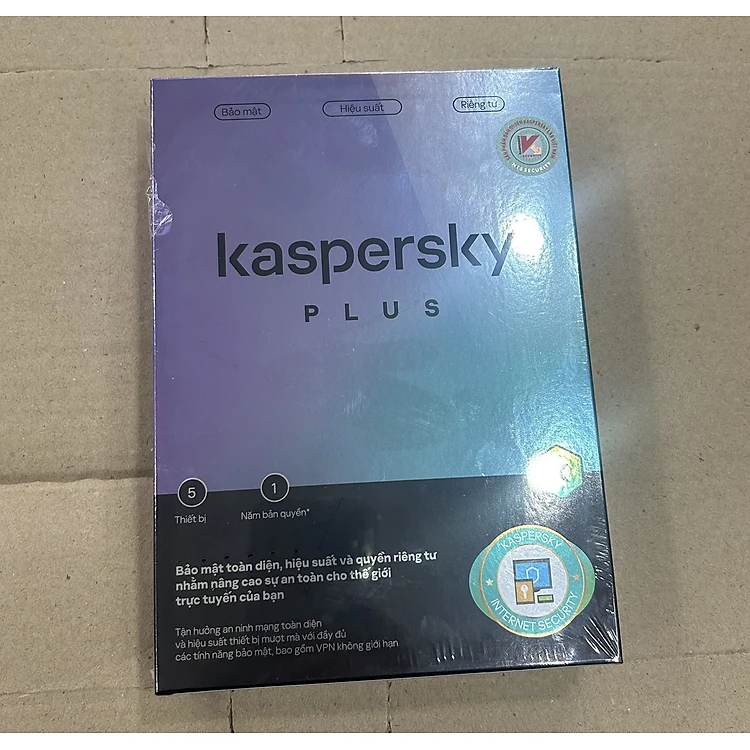 Bảo mật
Hiệu suất
Riêng tư
WEB SECURITY
kaspersky
PLUS
5
Thiết bị
1
Năm bản quyền*
Bảo mật toàn diện, hiệu suất và quyền riêng tư
nhằm nâng cao sự an toàn cho thế giới
trực tuyến của bạn
KASPERSKY
INTERNET SECURITY
Tận hưởng an ninh mạng toàn diện
và hiệu suất thiết bị mượt mà với đầy đủ
các tính năng bảo mật, bao gồm VPN không giới hạn